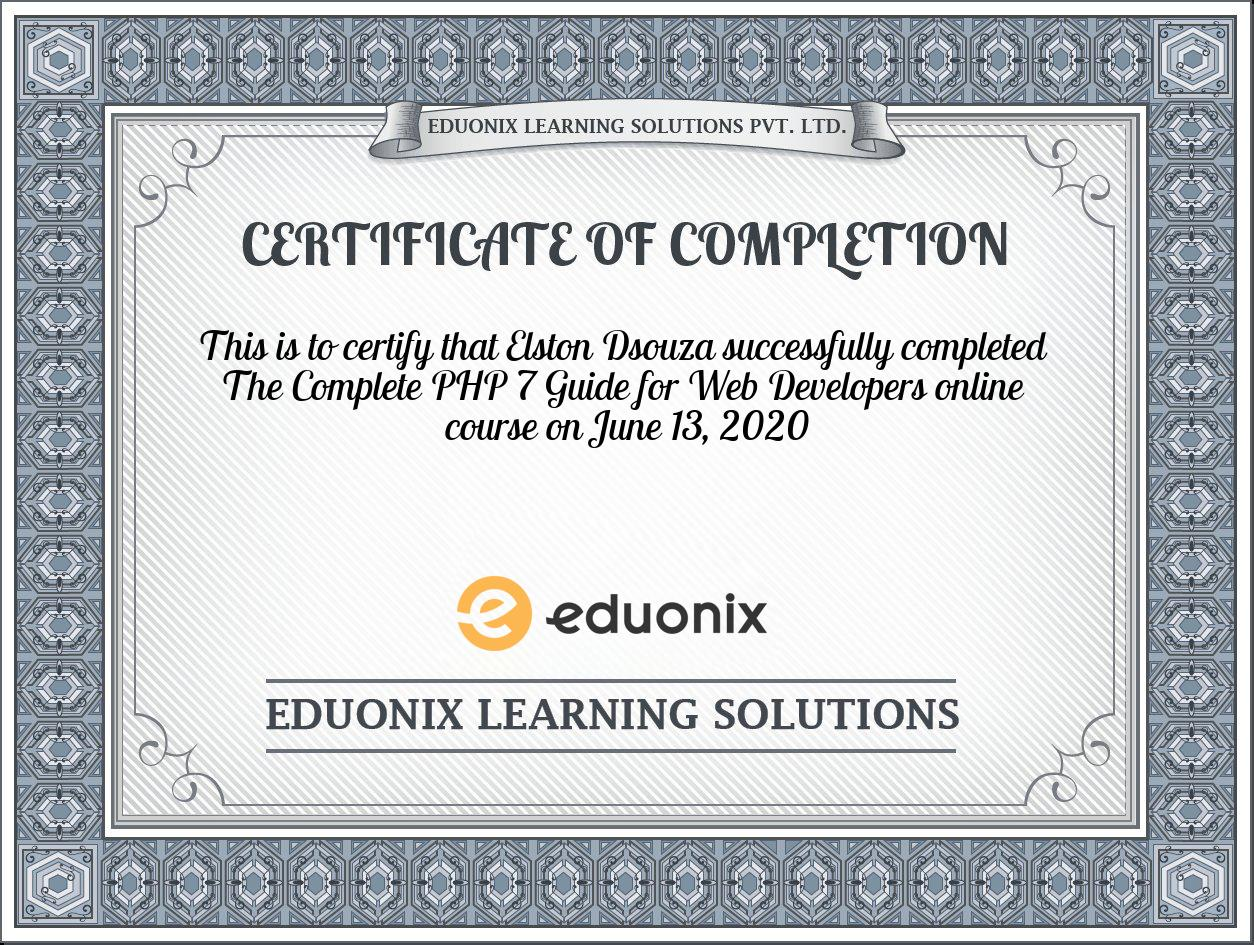 EDUONIX LEARNING SOLUTIONS PVT. LTD.
CERTIFICATE OF COMPLETION
This is to certify that Elston Dsouza successfully completed
The Complete PHP 7 Guide for Web Developers online
course on June 13, 2020
e eduonix
EDUONIX LEARNING SOLUTIONS